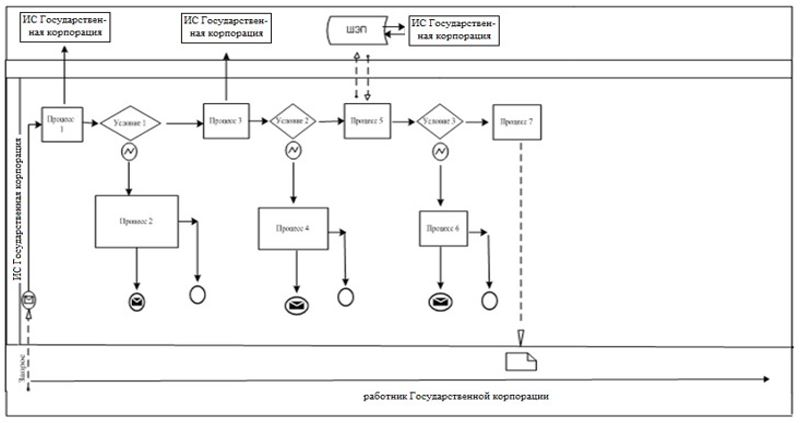 ИС Государствен-
ная корпорация
ИС Государствен-
ная корпорация
ШЭП
ИС Государствен-
ная корпорация
Процесс
1
Условие 1
Процесс 3
Условие 2
Процесс 5
Условие 3
Процесс 7
Процесс 2
Процесс 4
Процесс 6
ИС Государственная корпорация
Запрос
работник Государственной корпорации